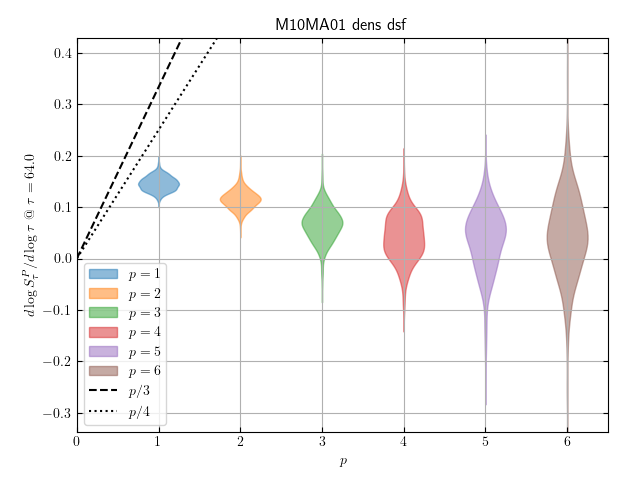 M10MA01 dens dsf
d log S_τ^P / d log τ @ τ = 64.0
0.4
0.3
0.2
0.1
0.0
−0.1
−0.2
−0.3
p = 1
p = 2
p = 3
p = 4
p = 5
p = 6
p/3
p/4
0 1 2 3 4 5 6
p